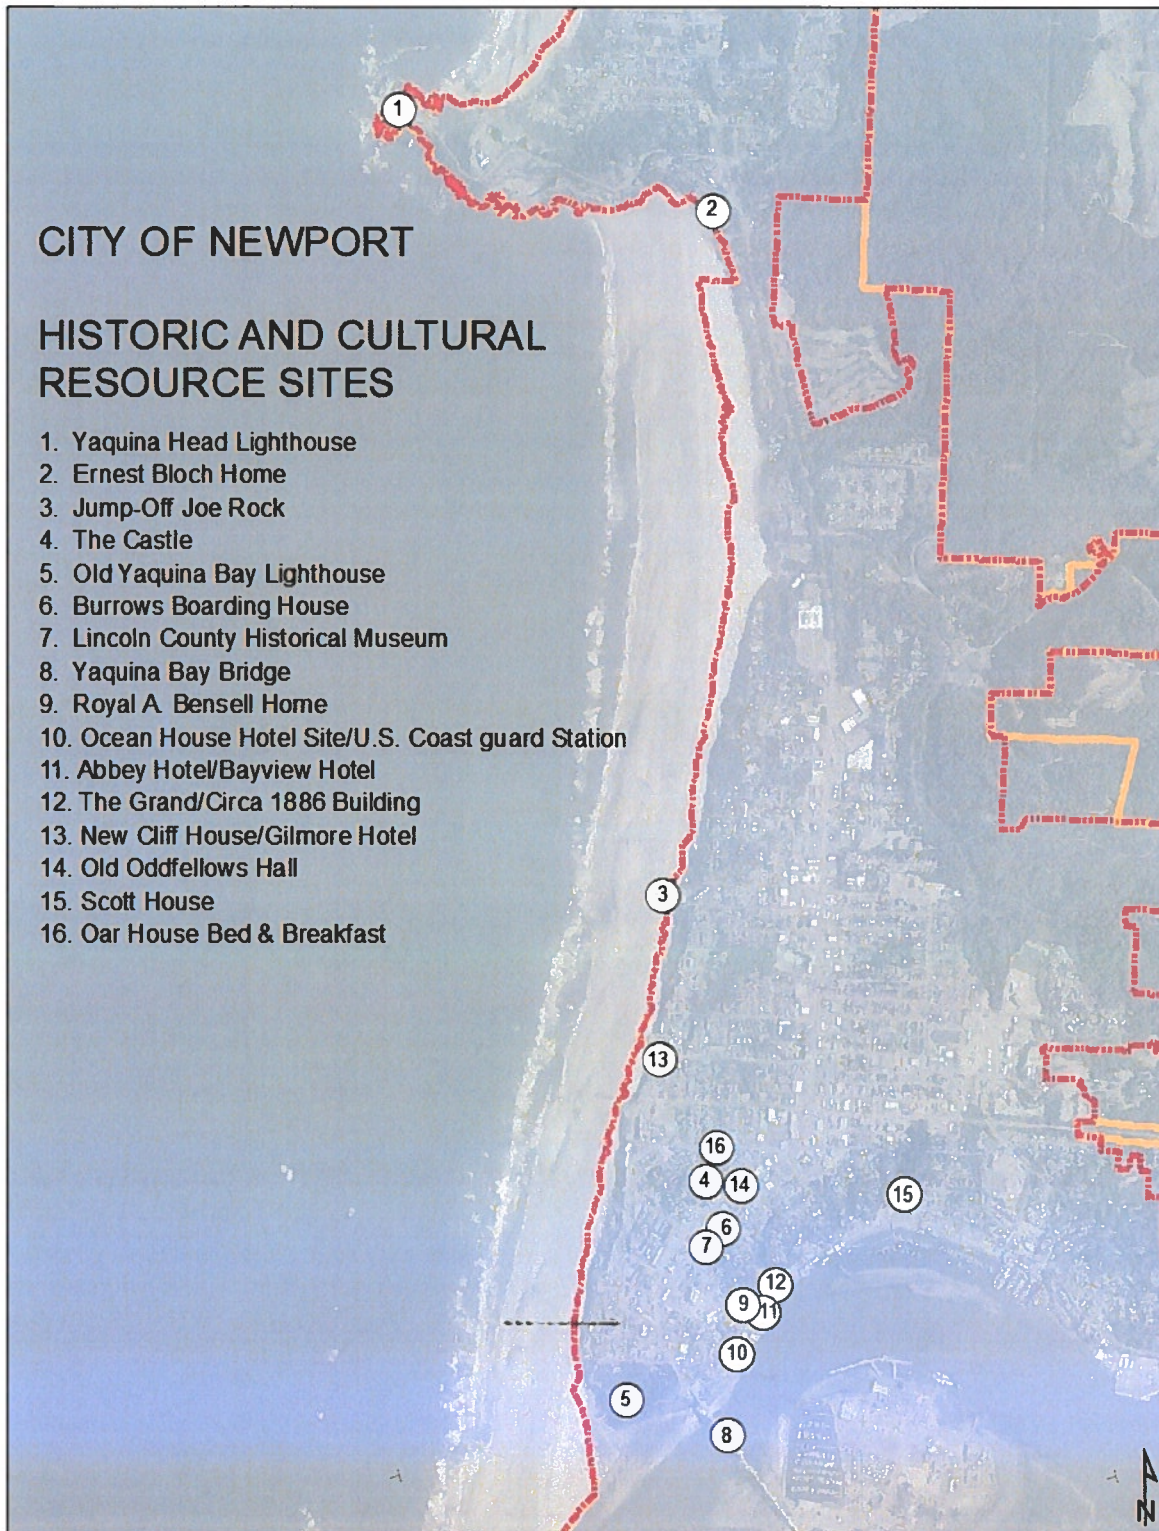 CITY OF NEWPORT
HISTORIC AND CULTURAL
RESOURCE SITES
1. Yaquina Head Lighthouse
2. Ernest Bloch Home
3. Jump-Off Joe Rock
4. The Castle
5. Old Yaquina Bay Lighthouse
6. Burrows Boarding House
7. Lincoln County Historical Museum
8. Yaquina Bay Bridge
9. Royal A. Bensell Home
10. Ocean House Hotel Site/U.S. Coast guard Station
11. Abbey Hotel/Bayview Hotel
12. The Grand/Circa 1886 Building
13. New Cliff House/Gilmore Hotel
14. Old Oddfellows Hall
15. Scott House
16. Oar House Bed & Breakfast
1
2
3
13
16
4
14
15
6
7
12
9
11
10
5
8
N